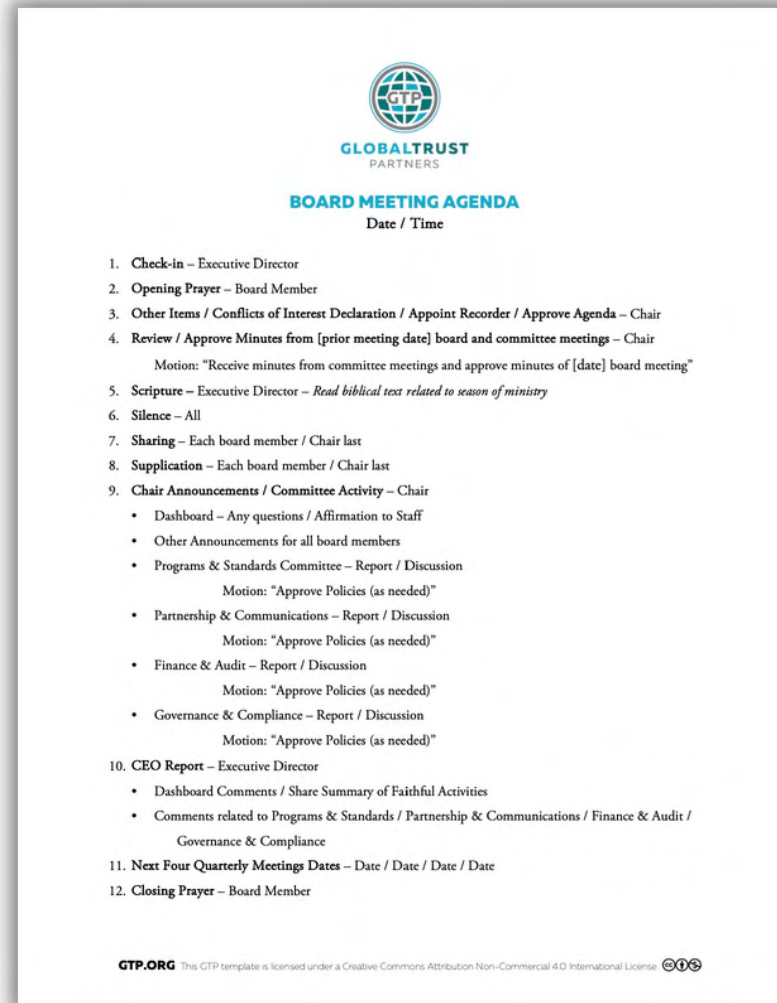 GTP
GLOBALTRUST
PARTNERS
BOARD MEETING AGENDA
Date / Time
1. Check-in – Executive Director
2. Opening Prayer – Board Member
3. Other Items / Conflicts of Interest Declaration / Appoint Recorder / Approve Agenda – Chair
4. Review / Approve Minutes from [prior meeting date] board and committee meetings – Chair
Motion: “Receive minutes from committee meetings and approve minutes of [date] board meeting”
5. Scripture – Executive Director – Read biblical text related to season of ministry
6. Silence – All
7. Sharing – Each board member / Chair last
8. Supplication – Each board member / Chair last
9. Chair Announcements / Committee Activity – Chair
• Dashboard – Any questions / Affirmation to Staff
• Other Announcements for all board members
• Programs & Standards Committee – Report / Discussion
Motion: “Approve Policies (as needed)”
• Partnership & Communications – Report / Discussion
Motion: “Approve Policies (as needed)”
• Finance & Audit – Report / Discussion
Motion: “Approve Policies (as needed)”
• Governance & Compliance – Report / Discussion
Motion: “Approve Policies (as needed)”
10. CEO Report – Executive Director
• Dashboard Comments / Share Summary of Faithful Activities
• Comments related to Programs & Standards / Partnership & Communications / Finance & Audit /
Governance & Compliance
11. Next Four Quarterly Meetings Dates – Date / Date / Date / Date
12. Closing Prayer – Board Member
GTP.ORG This GTP template is licensed under a Creative Commons Attribution Non-Commercial 4.0 International License